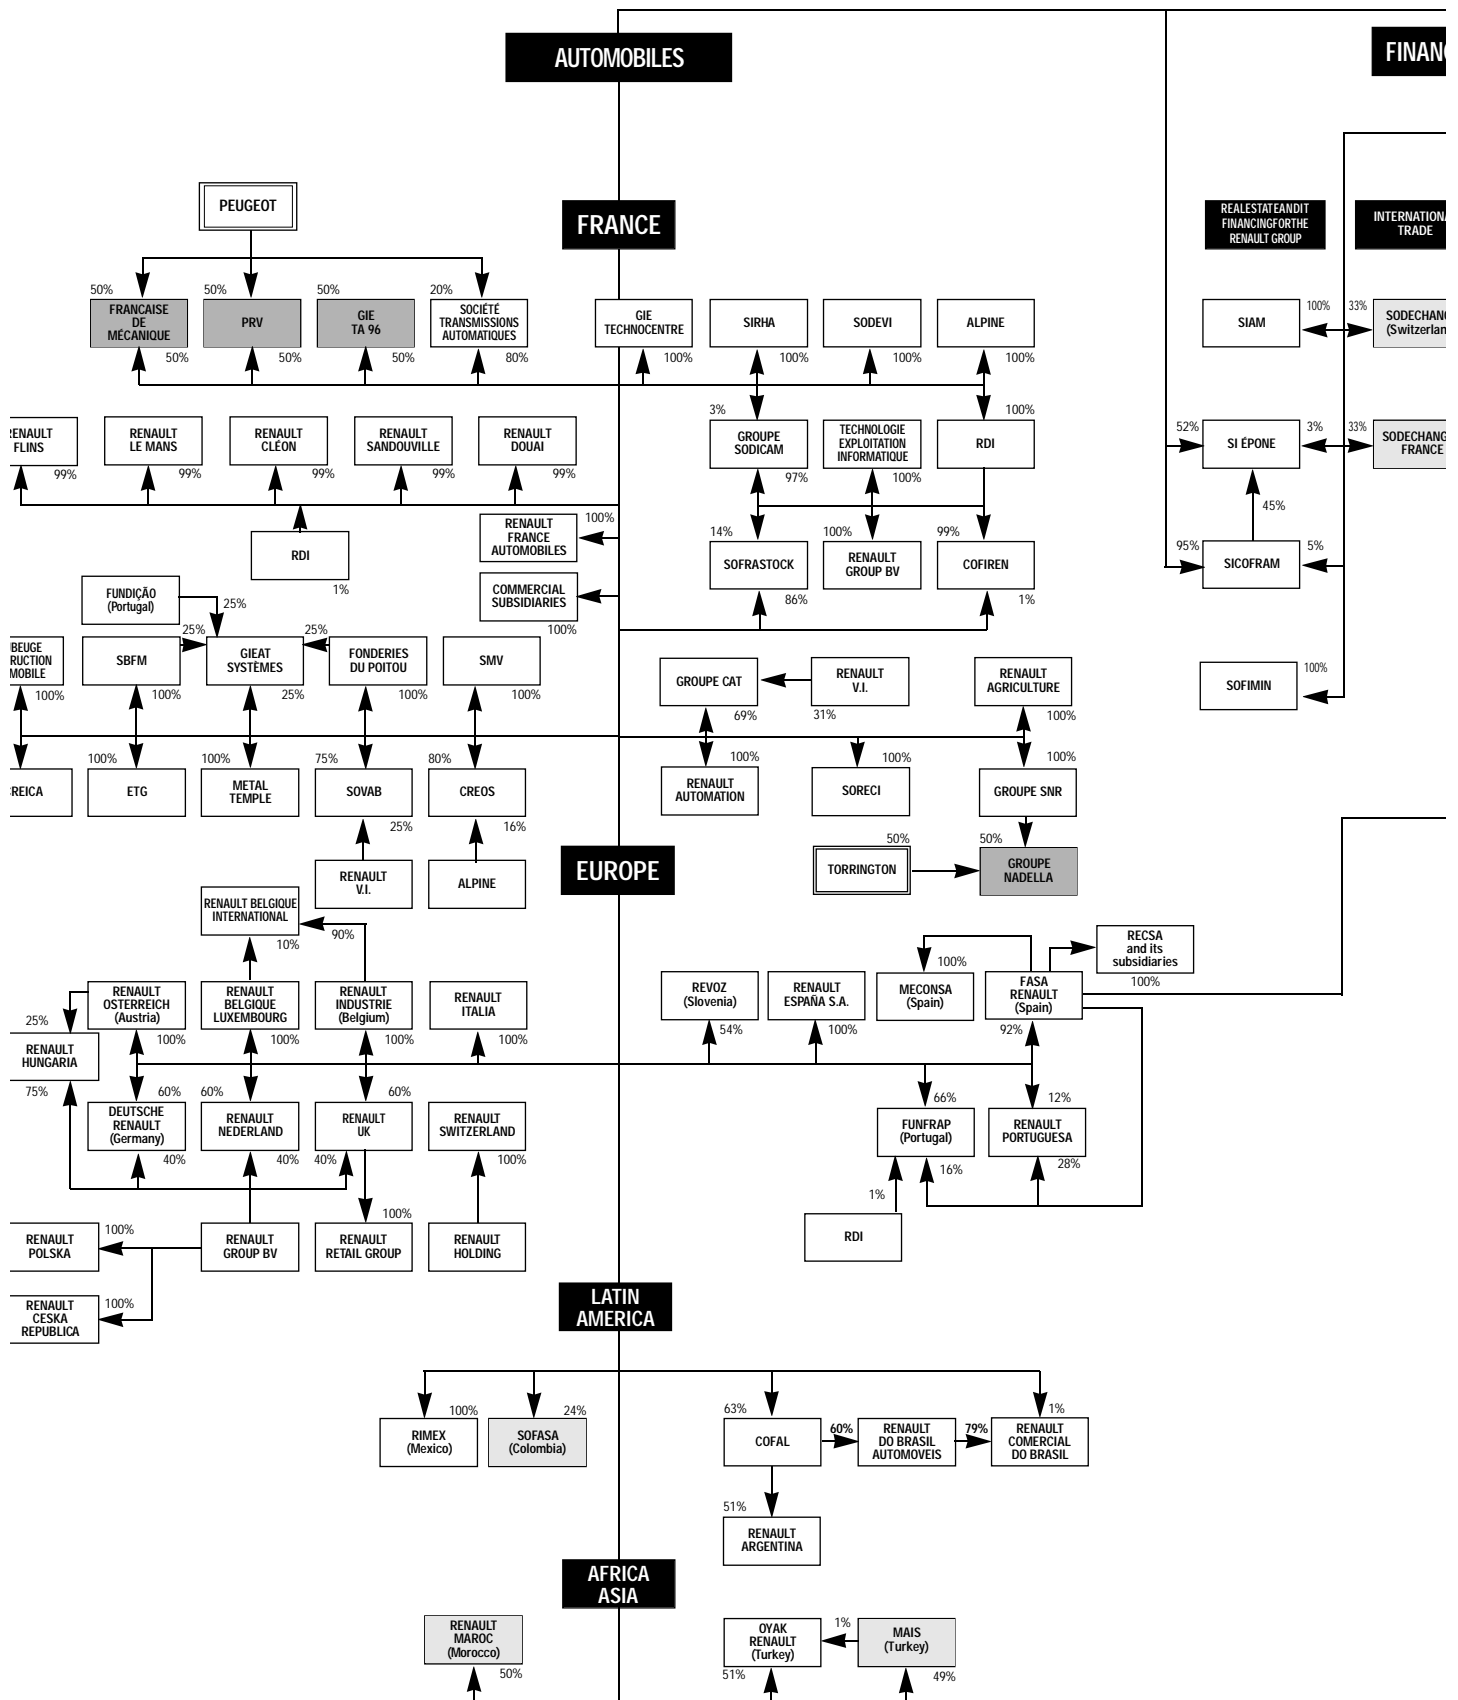 AUTOMOBILES
FINANC
FRANCE
PEUGEOT
REALESTATEANDIT
FINANCINGFORTHE
RENAULT GROUP
INTERNATIONA
TRADE
50%
50%
50%
20%
FRANCAISE
DE
MÉCANIQUE
PRV
GIE
TA 96
SOCIÉTÉ
TRANSMISSIONS
AUTOMATIQUES
GIE
TECHNOCENTRE
SIRHA
SODEVI
ALPINE
SIAM
100%
33%
SODECHANG
(Switzerlan
50%
50%
50%
80%
100%
100%
100%
100%
RENAULT
FLINS
RENAULT
LE MANS
RENAULT
CLÉON
RENAULT
SANDOUVILLE
RENAULT
DOUAI
3%
GROUPE
SODICAM
TECHNOLOGIE
EXPLOITATION
INFORMATIQUE
100%
RDI
52%
SI ÉPONE
3%
33%
SODECHANG
FRANCE
99%
99%
99%
99%
99%
97%
100%
45%
RDI
1%
RENAULT
FRANCE
AUTOMOBILES
100%
14%
SOFRASTOCK
86%
100%
RENAULT
GROUP BV
99%
COFIREN
1%
95%
SICOFRAM
5%
FUNDIÇÃO
(Portugal)
25%
COMMERCIAL
SUBSIDIARIES
100%
BEUGE
RUCTION
MOBILE
100%
SBFM
100%
25%
GIEAT
SYSTÈMES
25%
25%
FONDERIES
DU POITOU
100%
SMV
100%
GROUPE CAT
69%
RENAULT
V.I.
31%
RENAULT
AGRICULTURE
100%
SOFIMIN
100%
CREICA
100%
ETG
100%
METAL
TEMPLE
75%
SOVAB
25%
80%
CREOS
16%
100%
RENAULT
AUTOMATION
100%
SORECI
100%
GROUPE SNR
RENAULT
V.I.
ALPINE
EUROPE
50%
TORRINGTON
50%
GROUPE
NADELLA
RENAULT BELGIQUE
INTERNATIONAL
10%
90%
RECSA
and its
subsidiaries
100%
RENAULT
OSTERREICH
(Austria)
100%
RENAULT
BELGIQUE
LUXEMBOURG
100%
RENAULT
INDUSTRIE
(Belgium)
100%
RENAULT
ITALIA
100%
REVOZ
(Slovenia)
54%
RENAULT
ESPAÑA S.A.
100%
100%
MECONSA
(Spain)
FASA
RENAULT
(Spain)
92%
25%
RENAULT
HUNGARIA
75%
60%
DEUTSCHE
RENAULT
(Germany)
40%
60%
RENAULT
NEDERLAND
40%
60%
RENAULT
UK
40%
RENAULT
SWITZERLAND
100%
66%
FUNFRAP
(Portugal)
16%
12%
RENAULT
PORTUGUESA
28%
1%
RDI
RENAULT
POLSKA
100%
RENAULT
GROUP BV
100%
RENAULT
RETAIL GROUP
RENAULT
HOLDING
RENAULT
CESKA
REPUBLICA
100%
LATIN
AMERICA
100%
RIMEX
(Mexico)
24%
SOFASA
(Colombia)
63%
COFAL
60%
RENAULT
DO BRASIL
AUTOMOVEIS
79%
1%
RENAULT
COMERCIAL
DO BRASIL
51%
RENAULT
ARGENTINA
AFRICA
ASIA
RENAULT
MAROC
(Morocco)
50%
OYAK
RENAULT
(Turkey)
51%
1%
MAIS
(Turkey)
49%